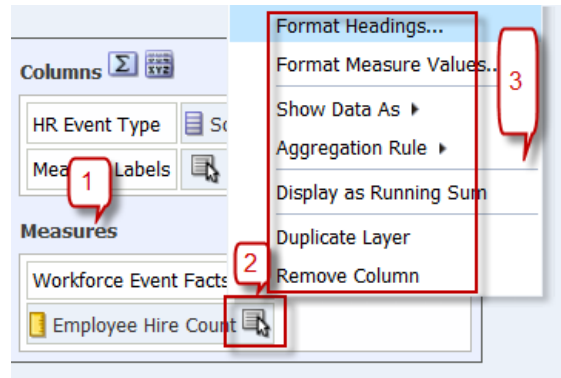 Format Headings...
Columns
Format Measure Values..
3
HR Event Type
Show Data As
Aggregation Rule
Labels
1
Display as Running Sum
Measures
Duplicate Layer
2
Remove Column
Workforce Event Facts
Employee Hire Count